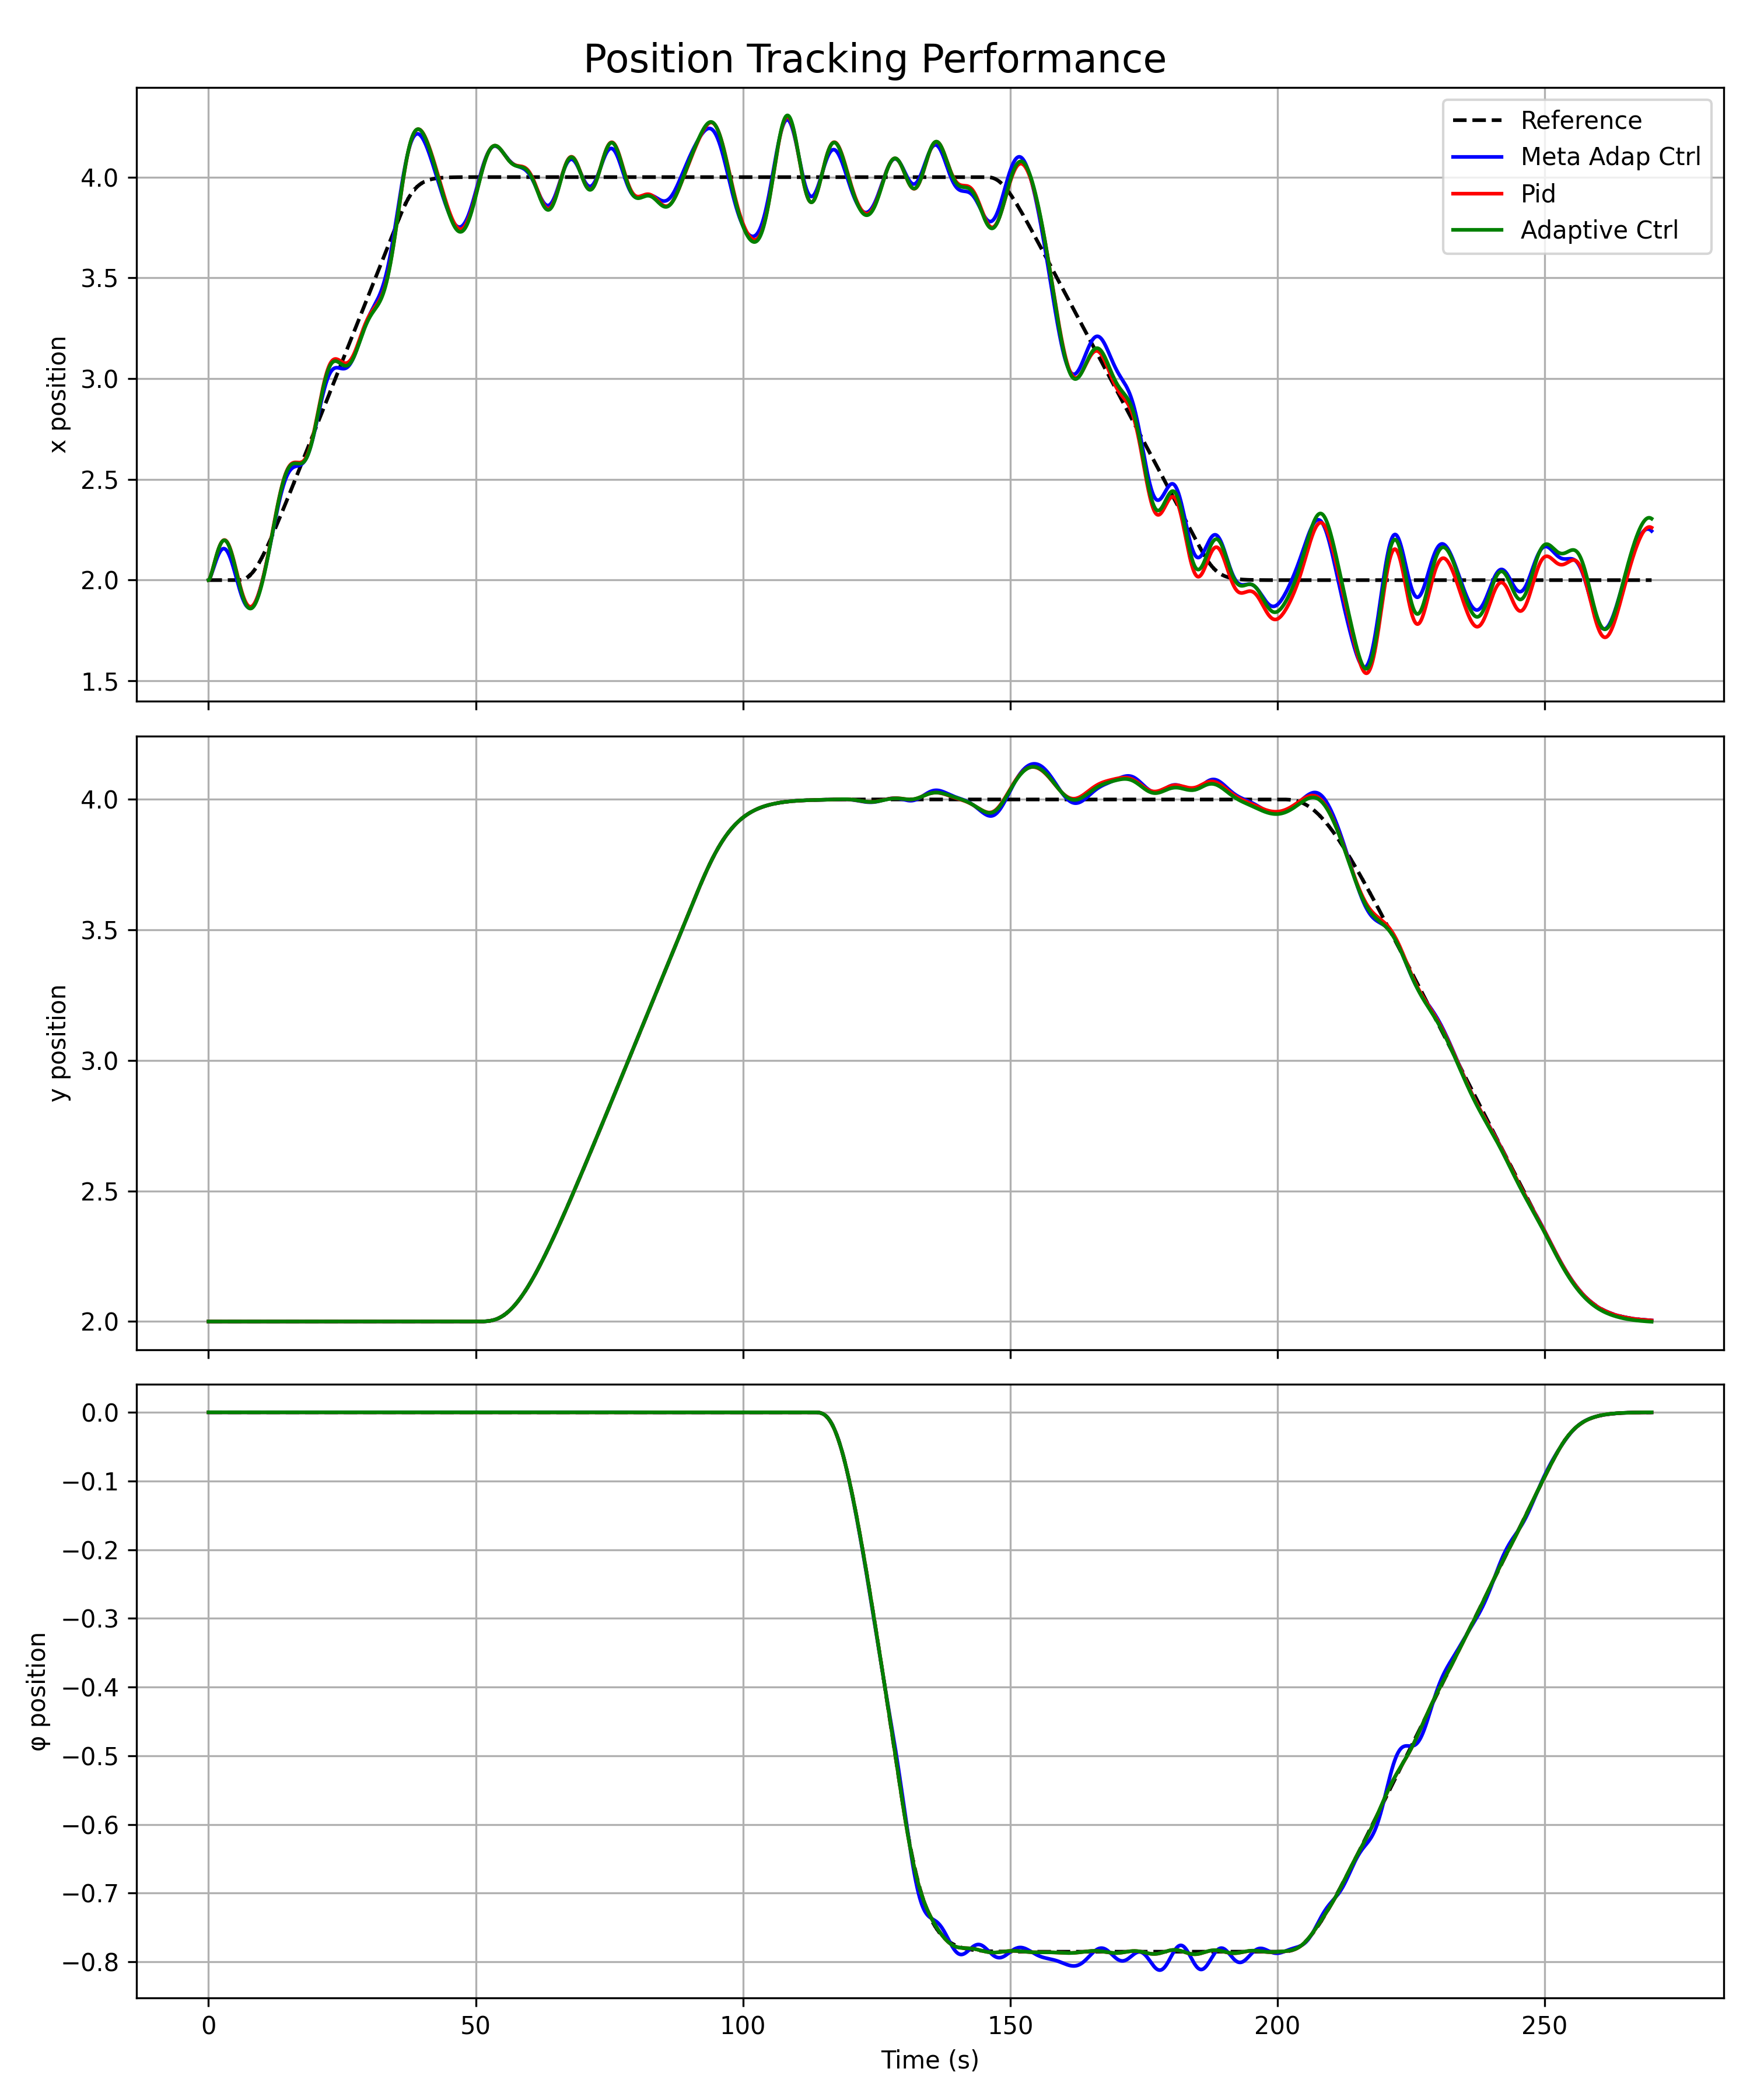 Position Tracking Performance
Reference
Meta Adap Ctrl
Pid
Adaptive Ctrl
x position
4.0
3.5
3.0
2.5
2.0
1.5
y position
4.0
3.5
3.0
2.5
2.0
φ position
0.0
−0.1
−0.2
−0.3
−0.4
−0.5
−0.6
−0.7
−0.8
0 50 100 150 200 250
Time (s)